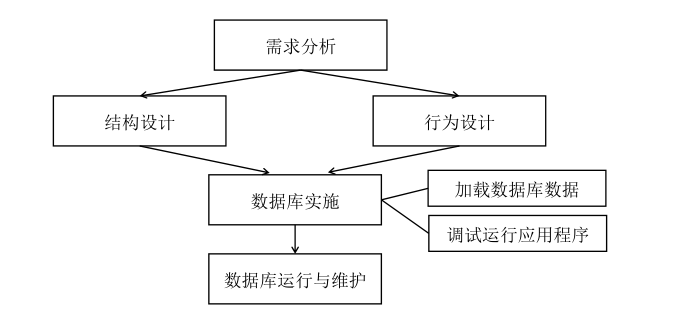 需求分析
结构设计
行为设计
数据库实施
加载数据库数据
调试运行应用程序
数据库运行与维护